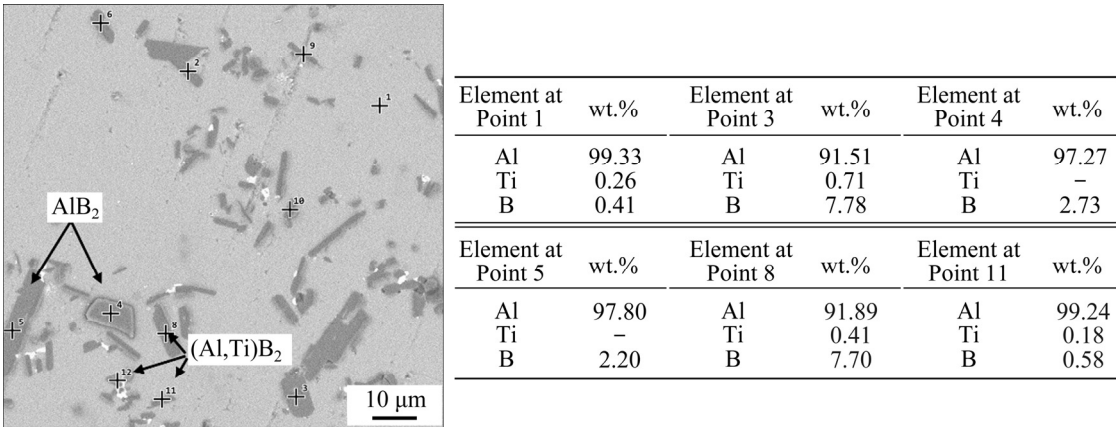 6
2
9
1
10
AlB₂
4
5
8
(Al,Ti)B₂
12
11
3
10 μm
Element at Point 1 wt.% Element at Point 3 wt.% Element at Point 4 wt.%
Al 99.33 Al 91.51 Al 97.27
Ti 0.26 Ti 0.71 Ti –
B 0.41 B 7.78 B 2.73
Element at Point 5 wt.% Element at Point 8 wt.% Element at Point 11 wt.%
Al 97.80 Al 91.89 Al 99.24
Ti – Ti 0.41 Ti 0.18
B 2.20 B 7.70 B 0.58